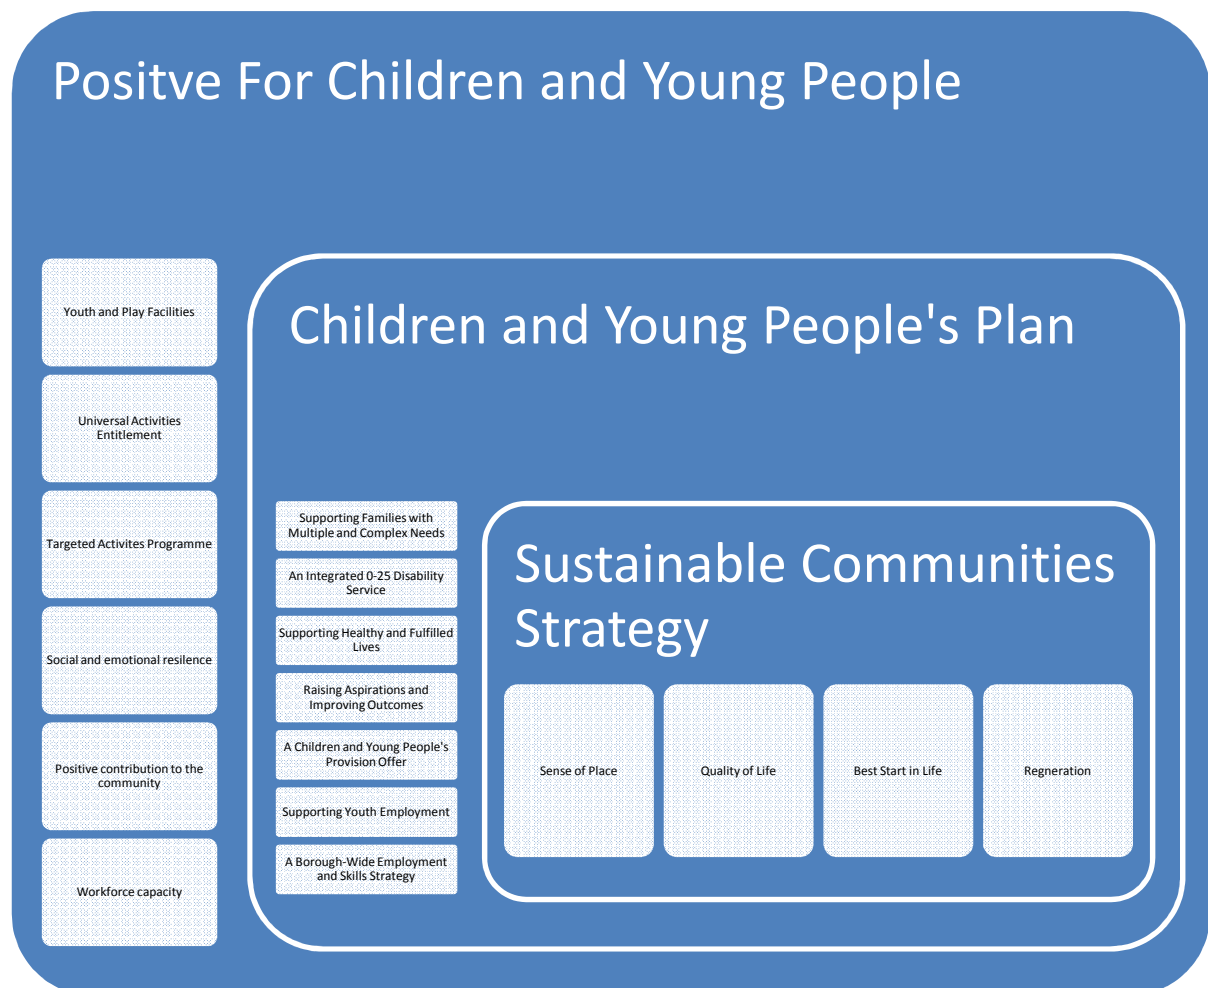 Positve For Children and Young People
Youth and Play Facilities
Universal Activities
Entitlement
Targeted Activites Programme
Social and emotional resilence
Positive contribution to the
community
Workforce capacity
Children and Young People's Plan
Supporting Families with
Multiple and Complex Needs
An Integrated 0-25 Disability
Service
Supporting Healthy and Fulfilled
Lives
Raising Aspirations and
Improving Outcomes
A Children and Young People's
Provision Offer
Supporting Youth Employment
A Borough-Wide Employment
and Skills Strategy
Sustainable Communities
Strategy
Sense of Place
Quality of Life
Best Start in Life
Regneration